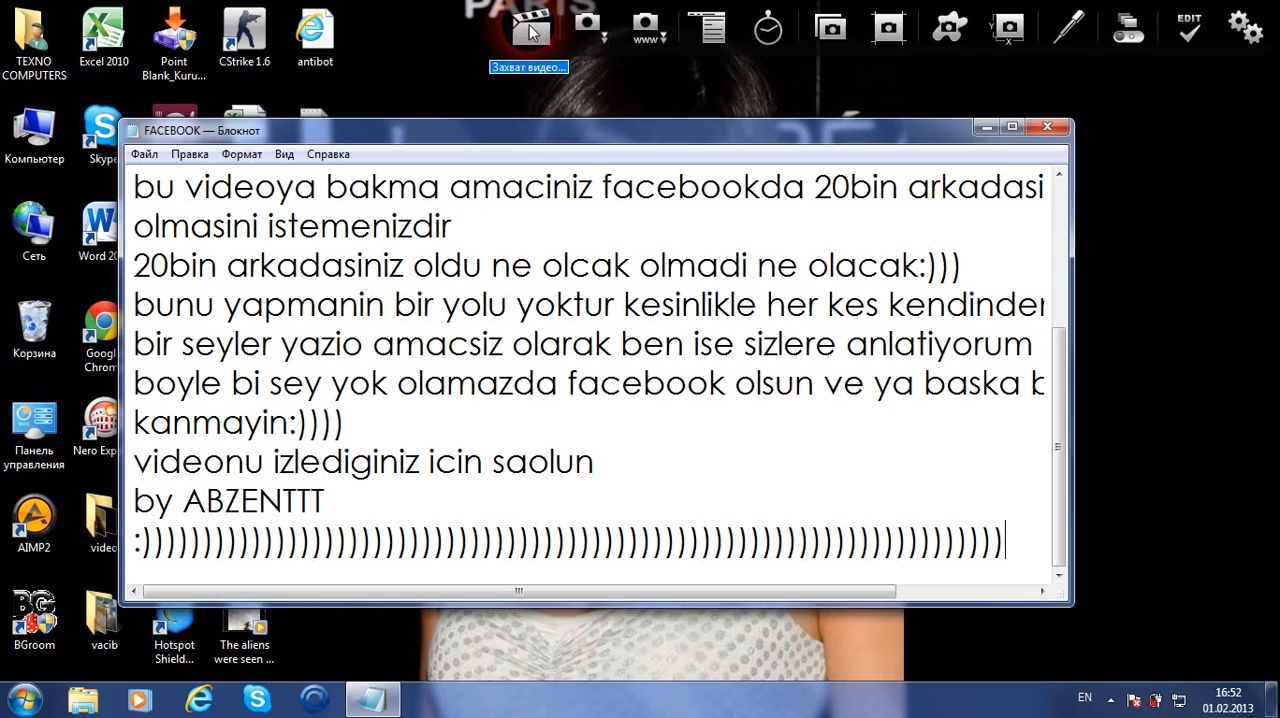 PARIS
TEXNO
COMPUTERS
Excel 2010
Point
Blank_Kuru...
CStrike 1.6
antibot
www
EDIT
Захват видео...
Компьютер
Skype
FACEBOOK — Блокнот
Файл
Правка
Формат
Вид
Справка
bu videoya bakma amaciniz facebookda 20bin arkadasi
olmasini istemenizdir
20bin arkadasiniz oldu ne olcak olmadi ne olacak:)))
bunu yapmanin bir yolu yoktur kesinlikle her kes kendinden
bir seyler yazio amacsiz olarak ben ise sizlere anlatiyorum
boyle bi sey yok olamazda facebook olsun ve ya baska b
kanmayin:))))
videonu izlediginiz icin saolun
by ABZENTTT
:))))))))))))))))))))))))))))))))))))))))))))))))))))))))))))))))))))))
Сеть
Word 20
Корзина
Googl
Chrom
Панель
управления
Nero Exp
AIMP2
video
BG
BGroom
vacib
Hotspot
Shield...
The aliens
were seen ...
EN
16:52
01.02.2013